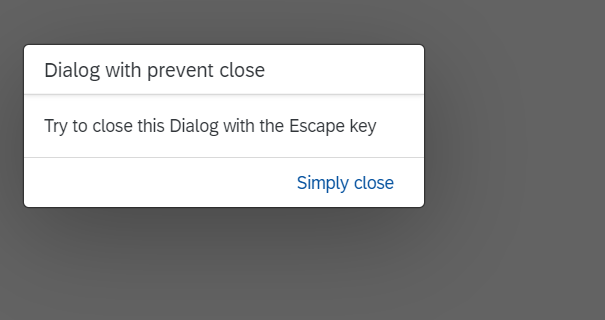 Dialog with prevent close
Try to close this Dialog with the Escape key
Simply close